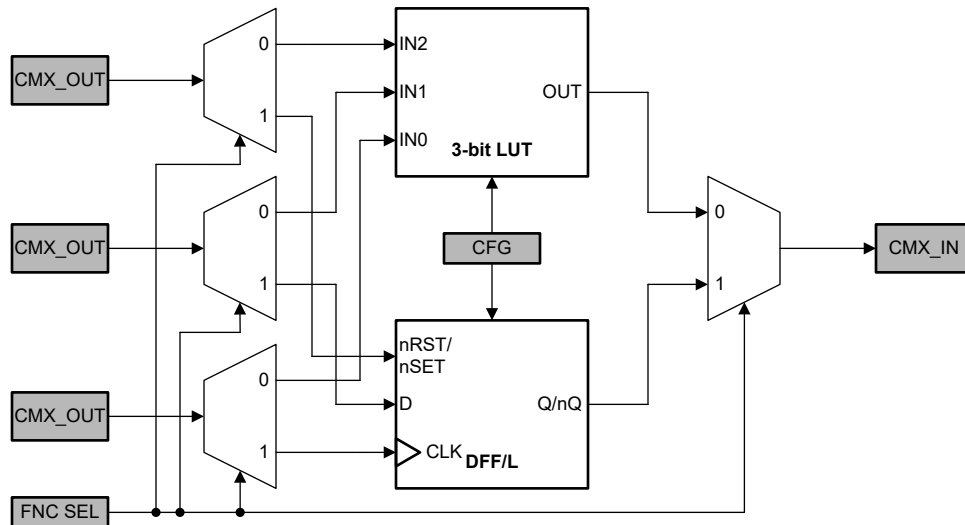 CMX_OUT
0
1
IN2
IN1
IN0
OUT
3-bit LUT
CMX_OUT
0
1
CFG
0
1
CMX_IN
CMX_OUT
0
1
nRST/
nSET
D
CLK
DFF/L
Q/nQ
FNC SEL